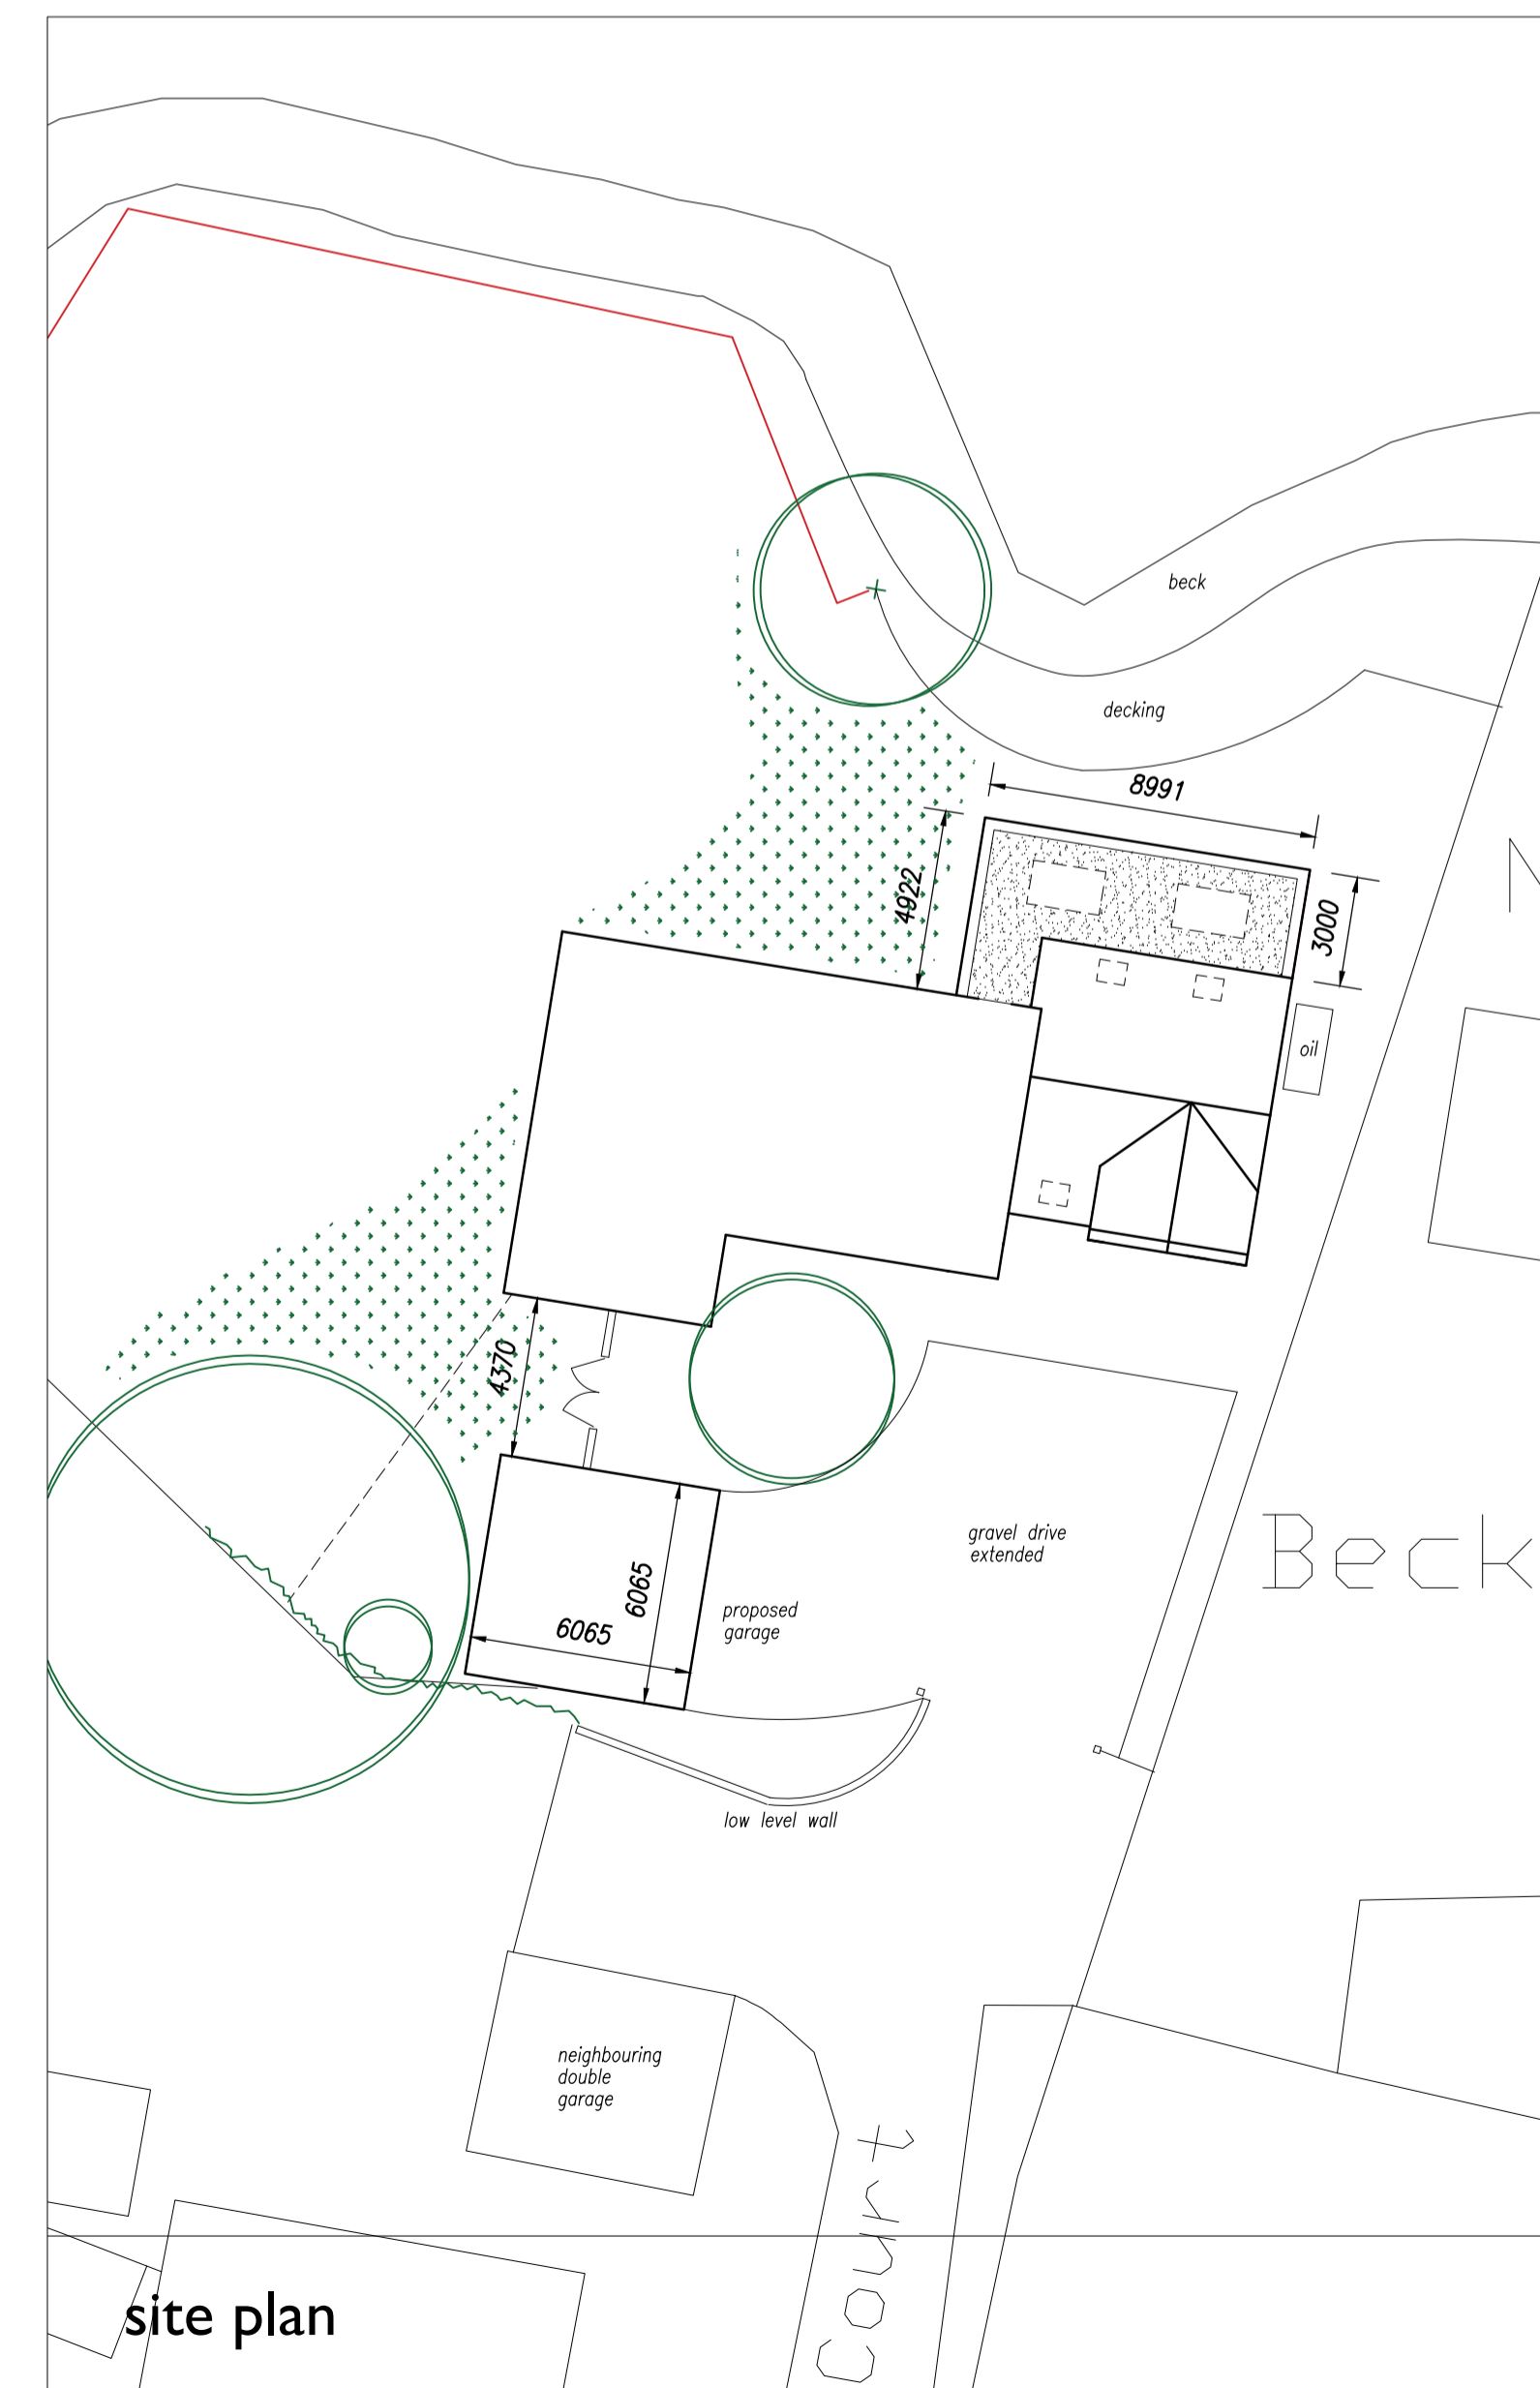 beck
decking
8991
4922
3000
oil
4370
gravel drive
extended
Beck
6065
6065
proposed
garage
low level wall
neighbouring
double
garage
Court
site plan